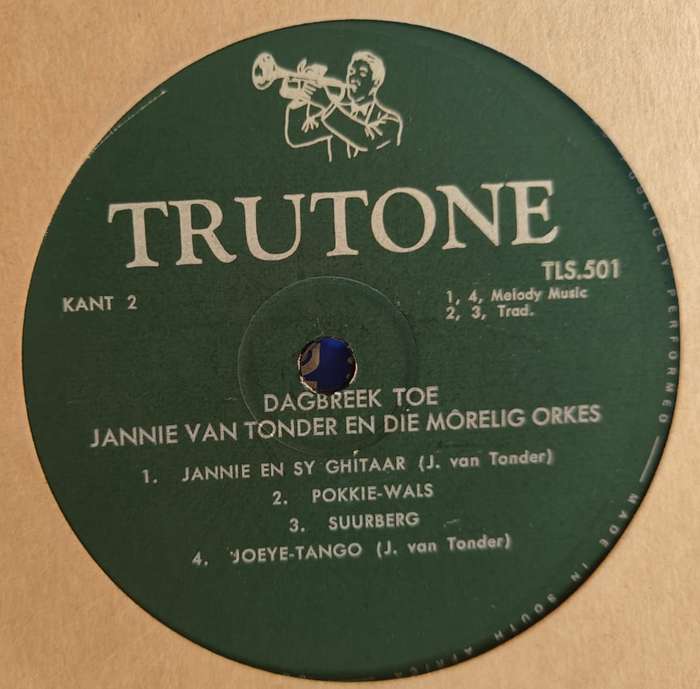 TRUTONE
TLS.501
KANT 2
1, 4, Melody Music
2, 3, Trad.
DAGBREEK TOE
JANNIE VAN TONDER EN DIE MÔRELIG ORKES
1. JANNIE EN SY GHITAAR (J. van Tonder)
2. POKKIE-WALS
3. SUURBERG
4. JOEYE-TANGO (J. van Tonder)
PUBLICLY PERFORMED — MADE IN SOUTH AFRICA